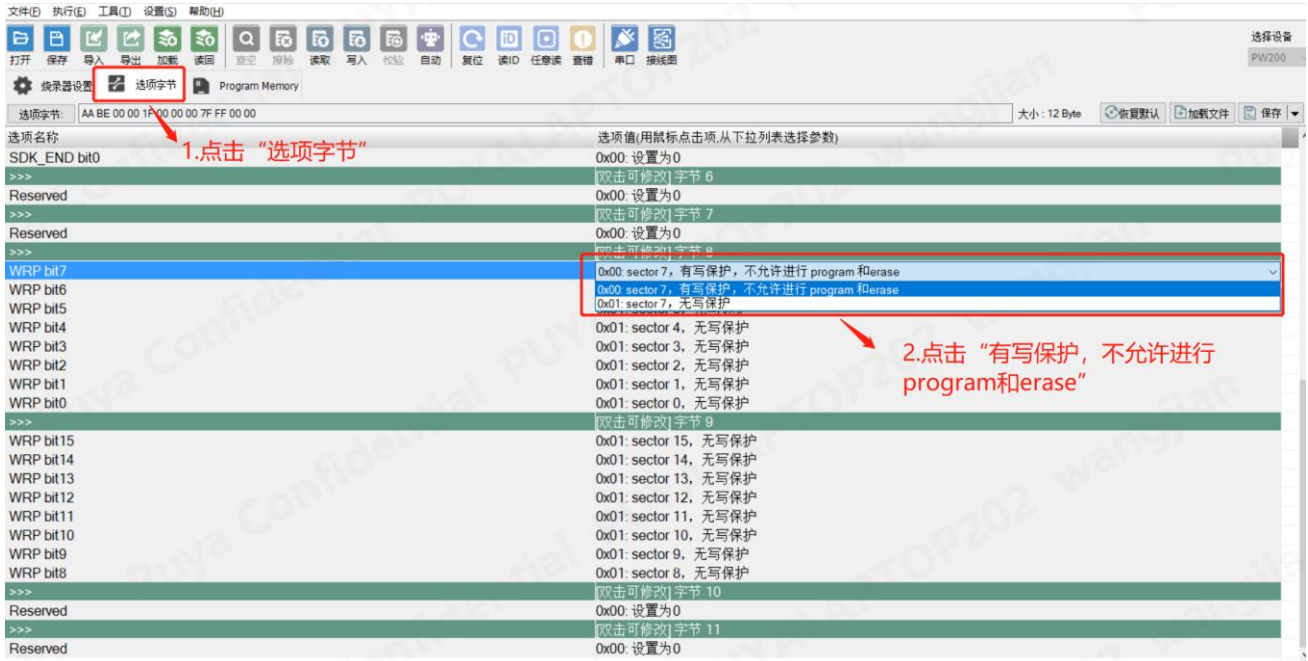 文件(F) 执行(E) 工具(T) 设置(S) 帮助(H)
打开 保存 导入 导出 加载 读回 查空 擦除 读取 写入 校验 自动 复位 读ID 任意读 查错 串口 接线图
选择设备
PW200
烧录器设置 选项字节 Program Memory
选项字节: AA BE 00 00 1F 00 00 00 7F FF 00 00 大小 : 12 Byte 恢复默认 加载文件 保存
选项名称 选项值(用鼠标点击项,从下拉列表选择参数)
1.点击“选项字节”
SDK_END bit0 0x00: 设置为0
>>> [双击可修改] 字节 6
Reserved 0x00: 设置为0
>>> [双击可修改] 字节 7
Reserved 0x00: 设置为0
>>> [双击可修改] 字节 8
WRP bit7 0x00: sector 7，有写保护，不允许进行 program 和erase
WRP bit6 0x00: sector 7，有写保护，不允许进行 program 和erase
WRP bit5 0x01: sector 7，无写保护
WRP bit4 0x01: sector 4，无写保护
WRP bit3 0x01: sector 3，无写保护
WRP bit2 0x01: sector 2，无写保护
WRP bit1 0x01: sector 1，无写保护
WRP bit0 0x01: sector 0，无写保护
2.点击“有写保护，不允许进行
program和erase”
>>> [双击可修改] 字节 9
WRP bit15 0x01: sector 15，无写保护
WRP bit14 0x01: sector 14，无写保护
WRP bit13 0x01: sector 13，无写保护
WRP bit12 0x01: sector 12，无写保护
WRP bit11 0x01: sector 11，无写保护
WRP bit10 0x01: sector 10，无写保护
WRP bit9 0x01: sector 9，无写保护
WRP bit8 0x01: sector 8，无写保护
>>> [双击可修改] 字节 10
Reserved 0x00: 设置为0
>>> [双击可修改] 字节 11
Reserved 0x00: 设置为0
Puya Confidential
PUYALAPTOP202 wangjian